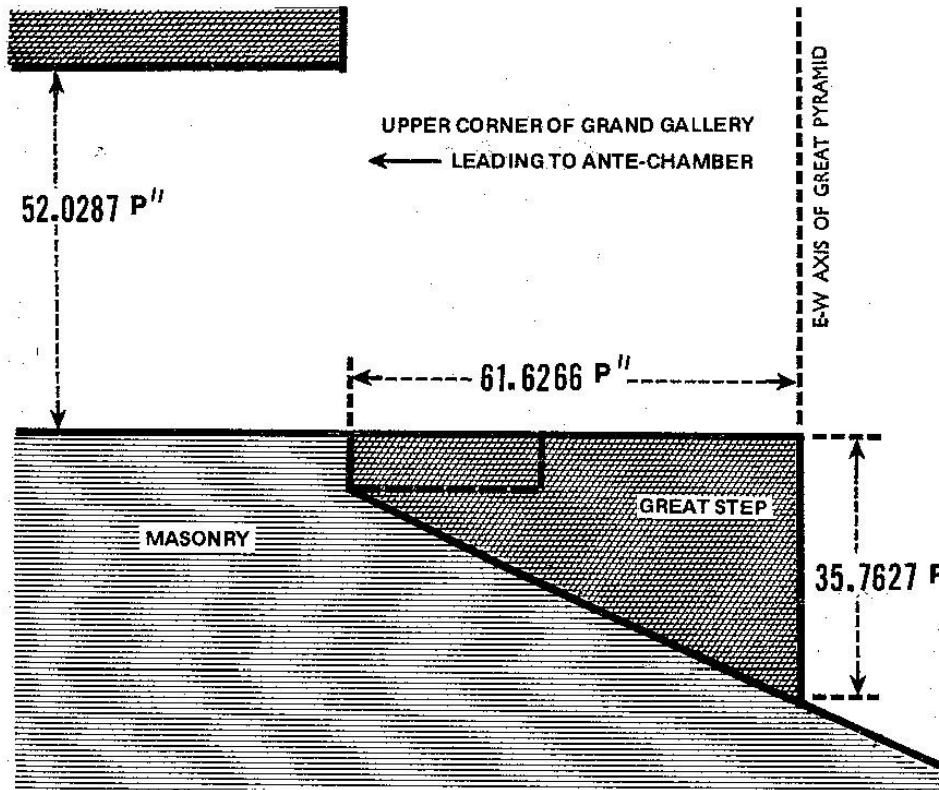 UPPER CORNER OF GRAND GALLERY
LEADING TO ANTE-CHAMBER
E-W AXIS OF GREAT PYRAMID
52.0287 P"
61.6266 P"
GREAT STEP
MASONRY
35.7627 P